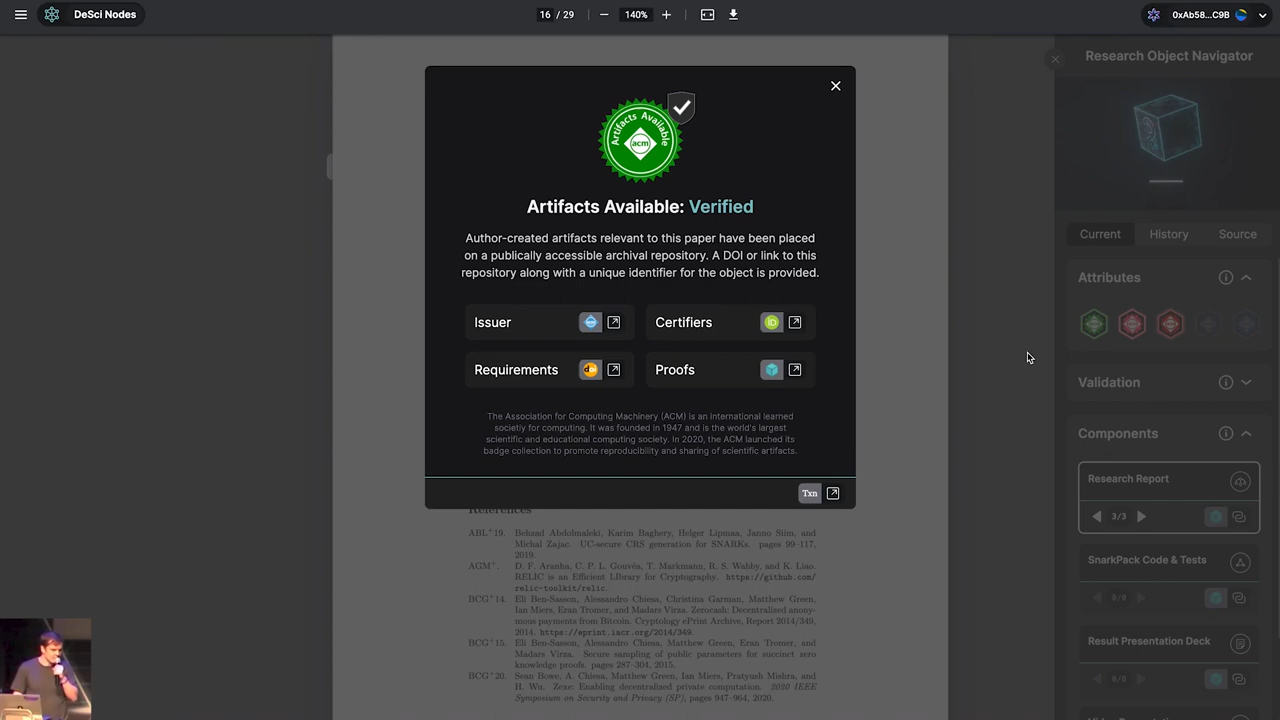 DeSci Nodes
16 / 29
140%
0xAb58...C9B
Research Object Navigator
Artifacts Available
acm
Artifacts Available: Verified
Author-created artifacts relevant to this paper have been placed
on a publically accessible archival repository. A DOI or link to this
repository along with a unique identifier for the object is provided.
Issuer
Certifiers
iD
Requirements
Proofs
The Association for Computing Machinery (ACM) is an international learned
societiy for computing. It was founded in 1947 and is the world's largest
scientific and educational computing society. In 2020, the ACM launched its
badge collection to promote reproducibility and sharing of scientific artifacts.
Txn
Current
History
Source
Attributes
Validation
Components
Research Report
3/3
SnarkPack Code & Tests
0/0
Result Presentation Deck
0/0
References
ABL+19. Behzad Abdolmaleki, Karim Baghery, Helger Lipmaa, Janno Siim, and
Michal Zajac. UC-secure CRS generation for SNARKs. pages 99–117,
2019.
AGM+. D. F. Aranha, C. P. L. Gouvêa, T. Markmann, R. S. Wahby, and K. Liao.
RELIC is an Efficient LIbrary for Cryptography. https://github.com/
relic-toolkit/relic.
BCG+14. Eli Ben-Sasson, Alessandro Chiesa, Christina Garman, Matthew Green,
Ian Miers, Eran Tromer, and Madars Virza. Zerocash: Decentralized anony-
mous payments from Bitcoin. Cryptology ePrint Archive, Report 2014/349,
2014. https://eprint.iacr.org/2014/349.
BCG+15. Eli Ben-Sasson, Alessandro Chiesa, Matthew Green, Eran Tromer, and
Madars Virza. Secure sampling of public parameters for succinct zero
knowledge proofs. pages 287–304, 2015.
BCG+20. Sean Bowe, A. Chiesa, Matthew Green, Ian Miers, Pratyush Mishra, and
H. Wu. Zexe: Enabling decentralized private computation. 2020 IEEE
Symposium on Security and Privacy (SP), pages 947–964, 2020.